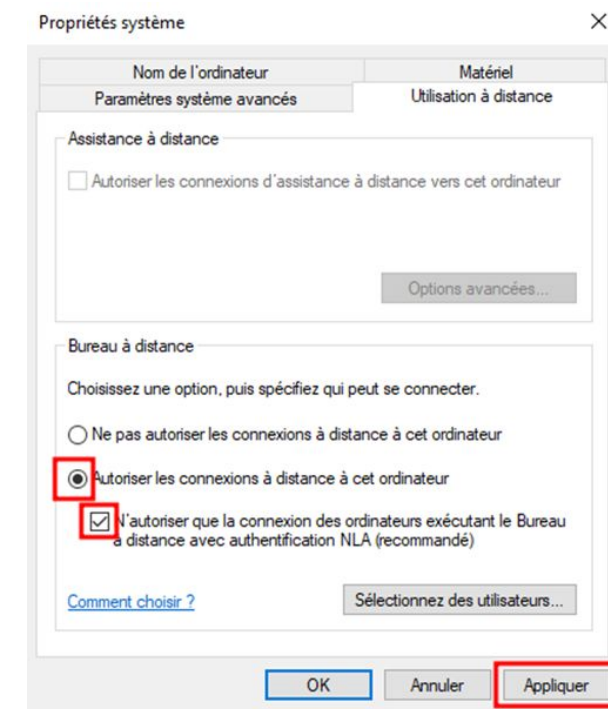 Propriétés système
Nom de l'ordinateur
Matériel
Paramètres système avancés
Utilisation à distance
Assistance à distance
Autoriser les connexions d'assistance à distance vers cet ordinateur
Options avancées...
Bureau à distance
Choisissez une option, puis spécifiez qui peut se connecter.
Ne pas autoriser les connexions à distance à cet ordinateur
Autoriser les connexions à distance à cet ordinateur
N'autoriser que la connexion des ordinateurs exécutant le Bureau
à distance avec authentification NLA (recommandé)
Comment choisir ?
Sélectionnez des utilisateurs...
OK
Annuler
Appliquer